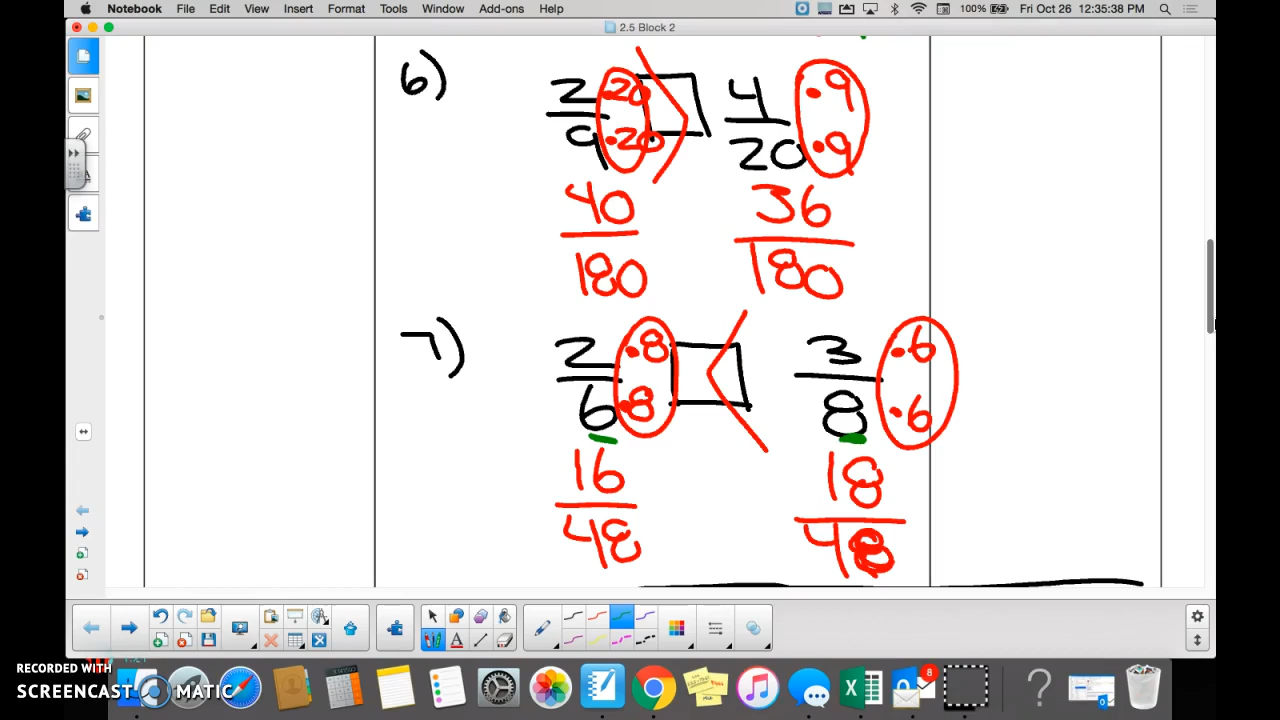 Notebook File Edit View Insert Format Tools Window Add-ons Help 100% Fri Oct 26 12:35:38 PM
2.5 Block 2
6)
2 ·20 > 4 ·9
9 ·20 20 ·9
40 36
180 180
7)
2 ·8 < 3 ·6
6 ·8 8 ·6
16 18
48 48
A
8
?
RECORDED WITH
SCREENCAST MATIC